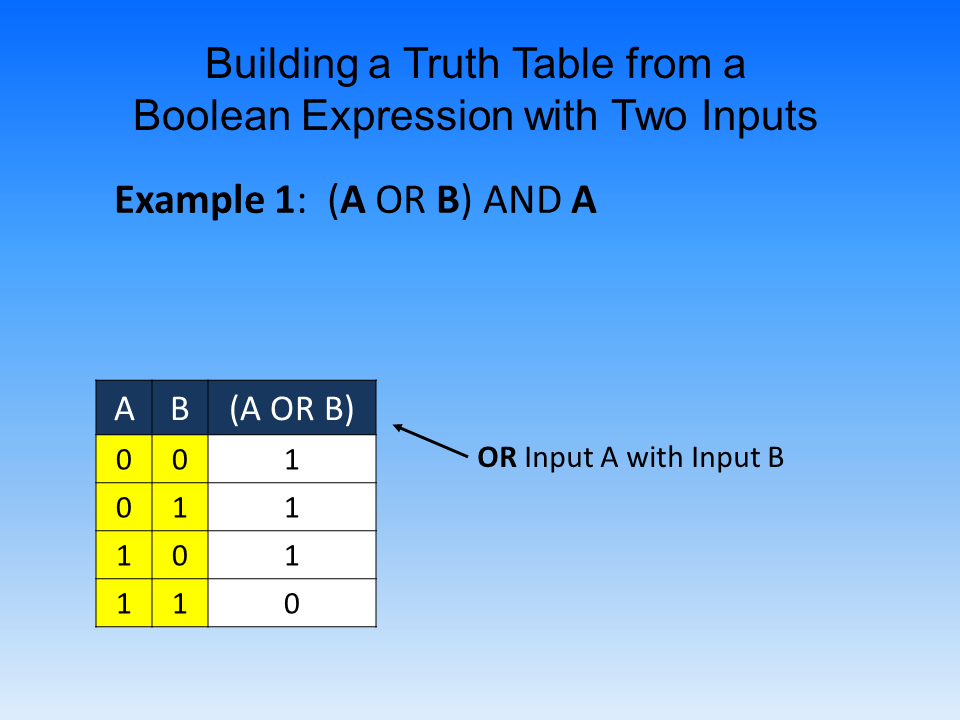 Building a Truth Table from a
Boolean Expression with Two Inputs
Example 1: (A OR B) AND A
A B (A OR B)
0 0 1
0 1 1
1 0 1
1 1 0
OR Input A with Input B